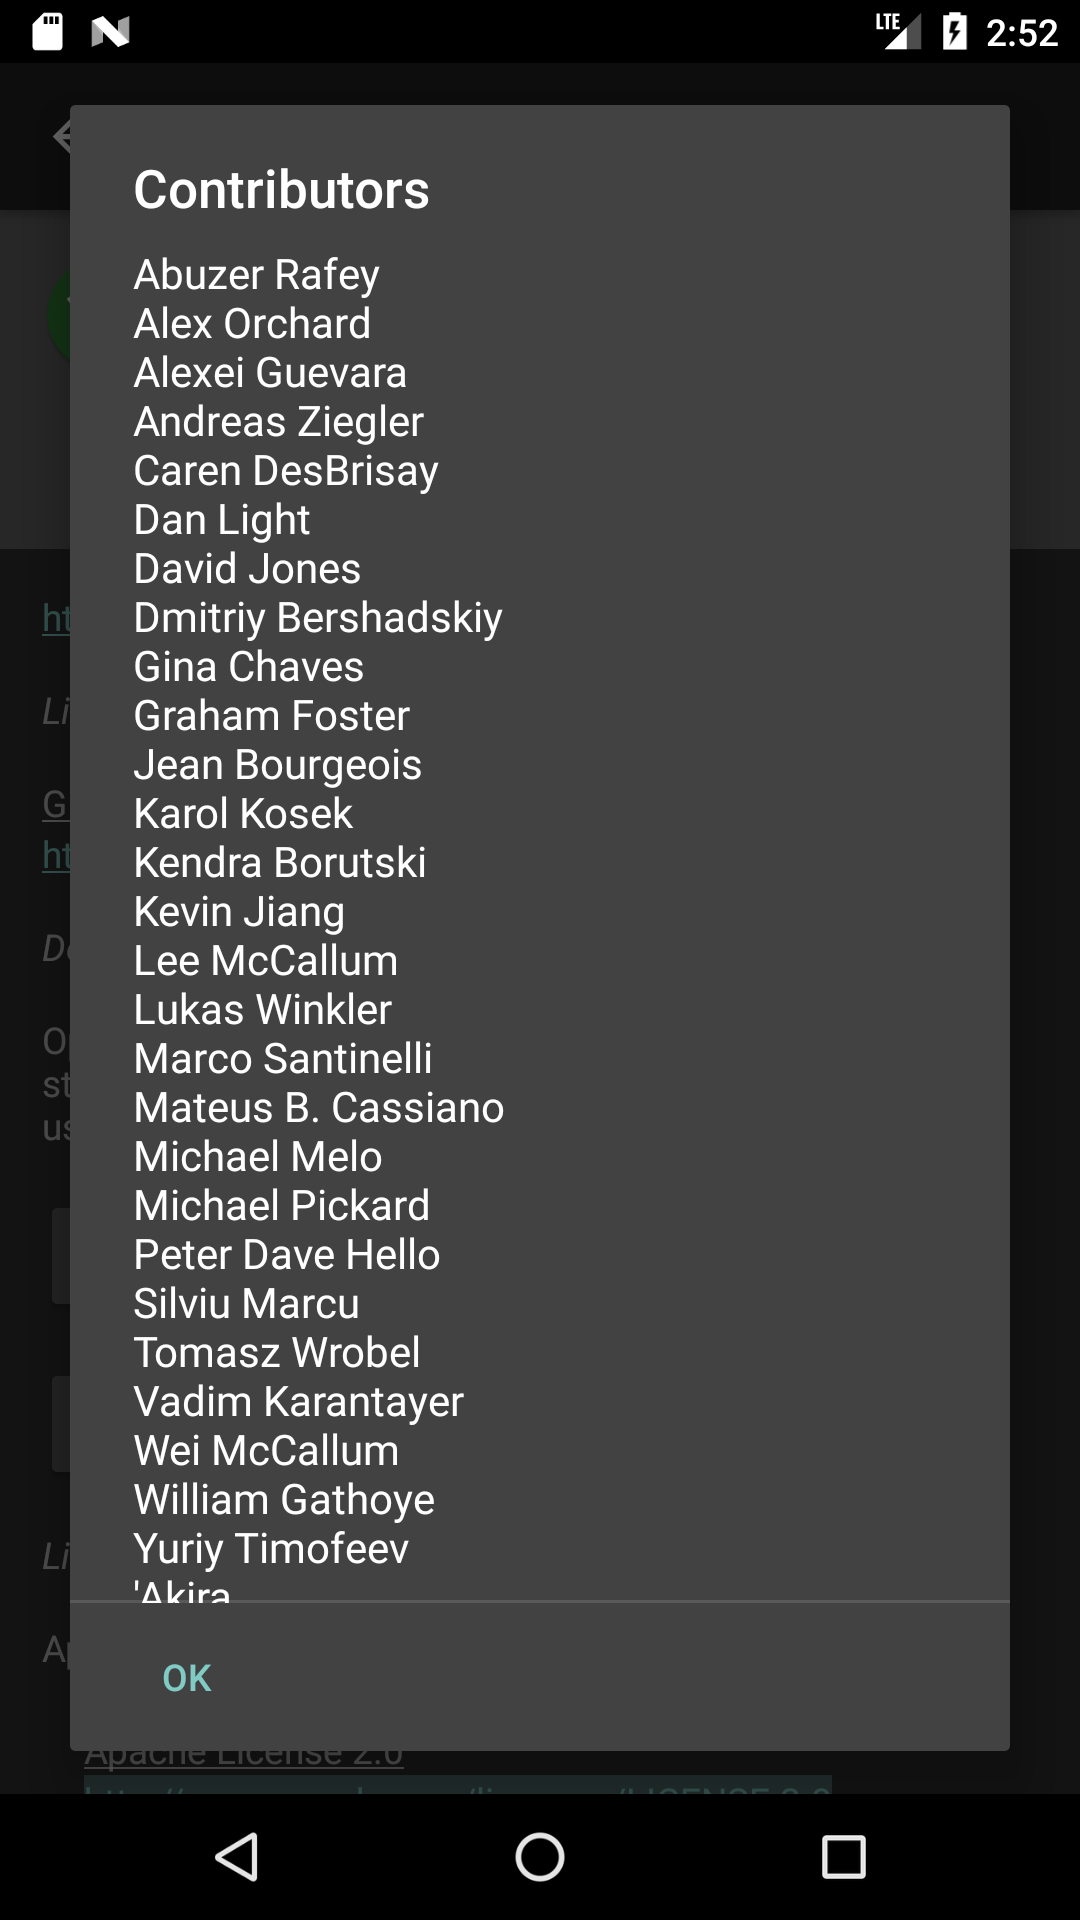 LTE 2:52
Contributors
Abuzer Rafey
Alex Orchard
Alexei Guevara
Andreas Ziegler
Caren DesBrisay
Dan Light
David Jones
Dmitriy Bershadskiy
Gina Chaves
Graham Foster
Jean Bourgeois
Karol Kosek
Kendra Borutski
Kevin Jiang
Lee McCallum
Lukas Winkler
Marco Santinelli
Mateus B. Cassiano
Michael Melo
Michael Pickard
Peter Dave Hello
Silviu Marcu
Tomasz Wrobel
Vadim Karantayer
Wei McCallum
William Gathoye
Yuriy Timofeev
'Akira
OK
Apache License 2.0